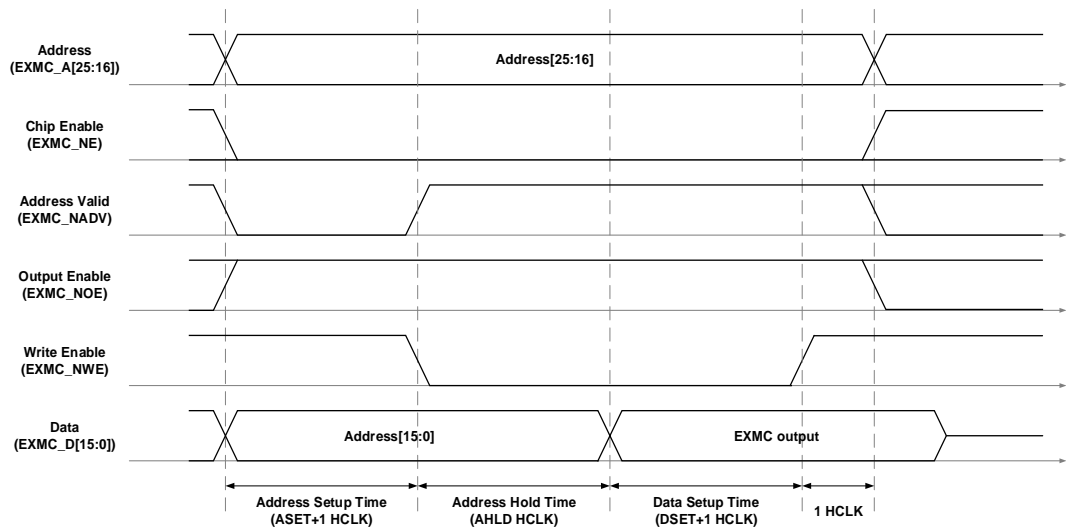 Address
(EXMC_A[25:16])
Address[25:16]
Chip Enable
(EXMC_NE)
Address Valid
(EXMC_NADV)
Output Enable
(EXMC_NOE)
Write Enable
(EXMC_NWE)
Data
(EXMC_D[15:0])
Address[15:0]
EXMC output
Address Setup Time
(ASET+1 HCLK)
Address Hold Time
(AHLD HCLK)
Data Setup Time
(DSET+1 HCLK)
1 HCLK